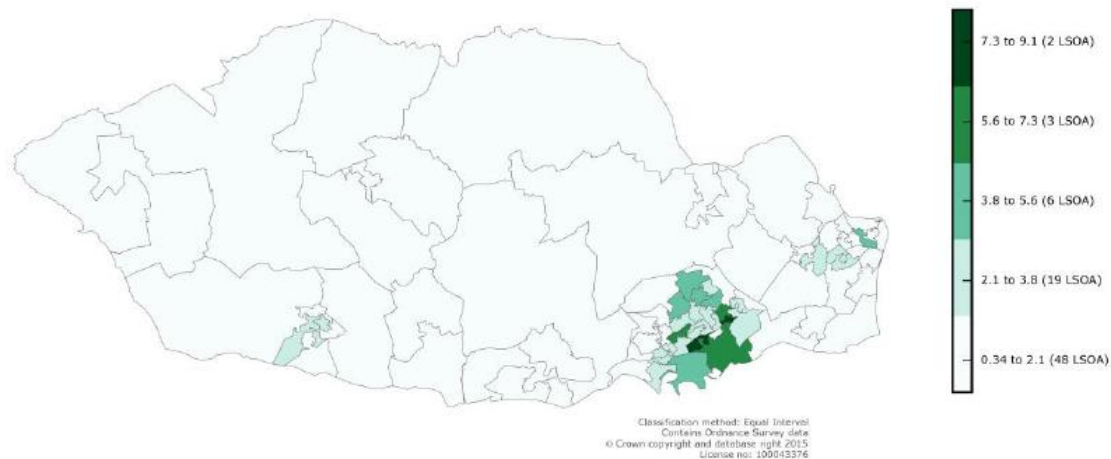 7.3 to 9.1 (2 LSOA)
5.6 to 7.3 (3 LSOA)
3.8 to 5.6 (6 LSOA)
2.1 to 3.8 (19 LSOA)
0.34 to 2.1 (48 LSOA)
Classification method: Equal Interval
Contains Ordnance Survey data
© Crown copyright and database right 2015
License no: 100043376